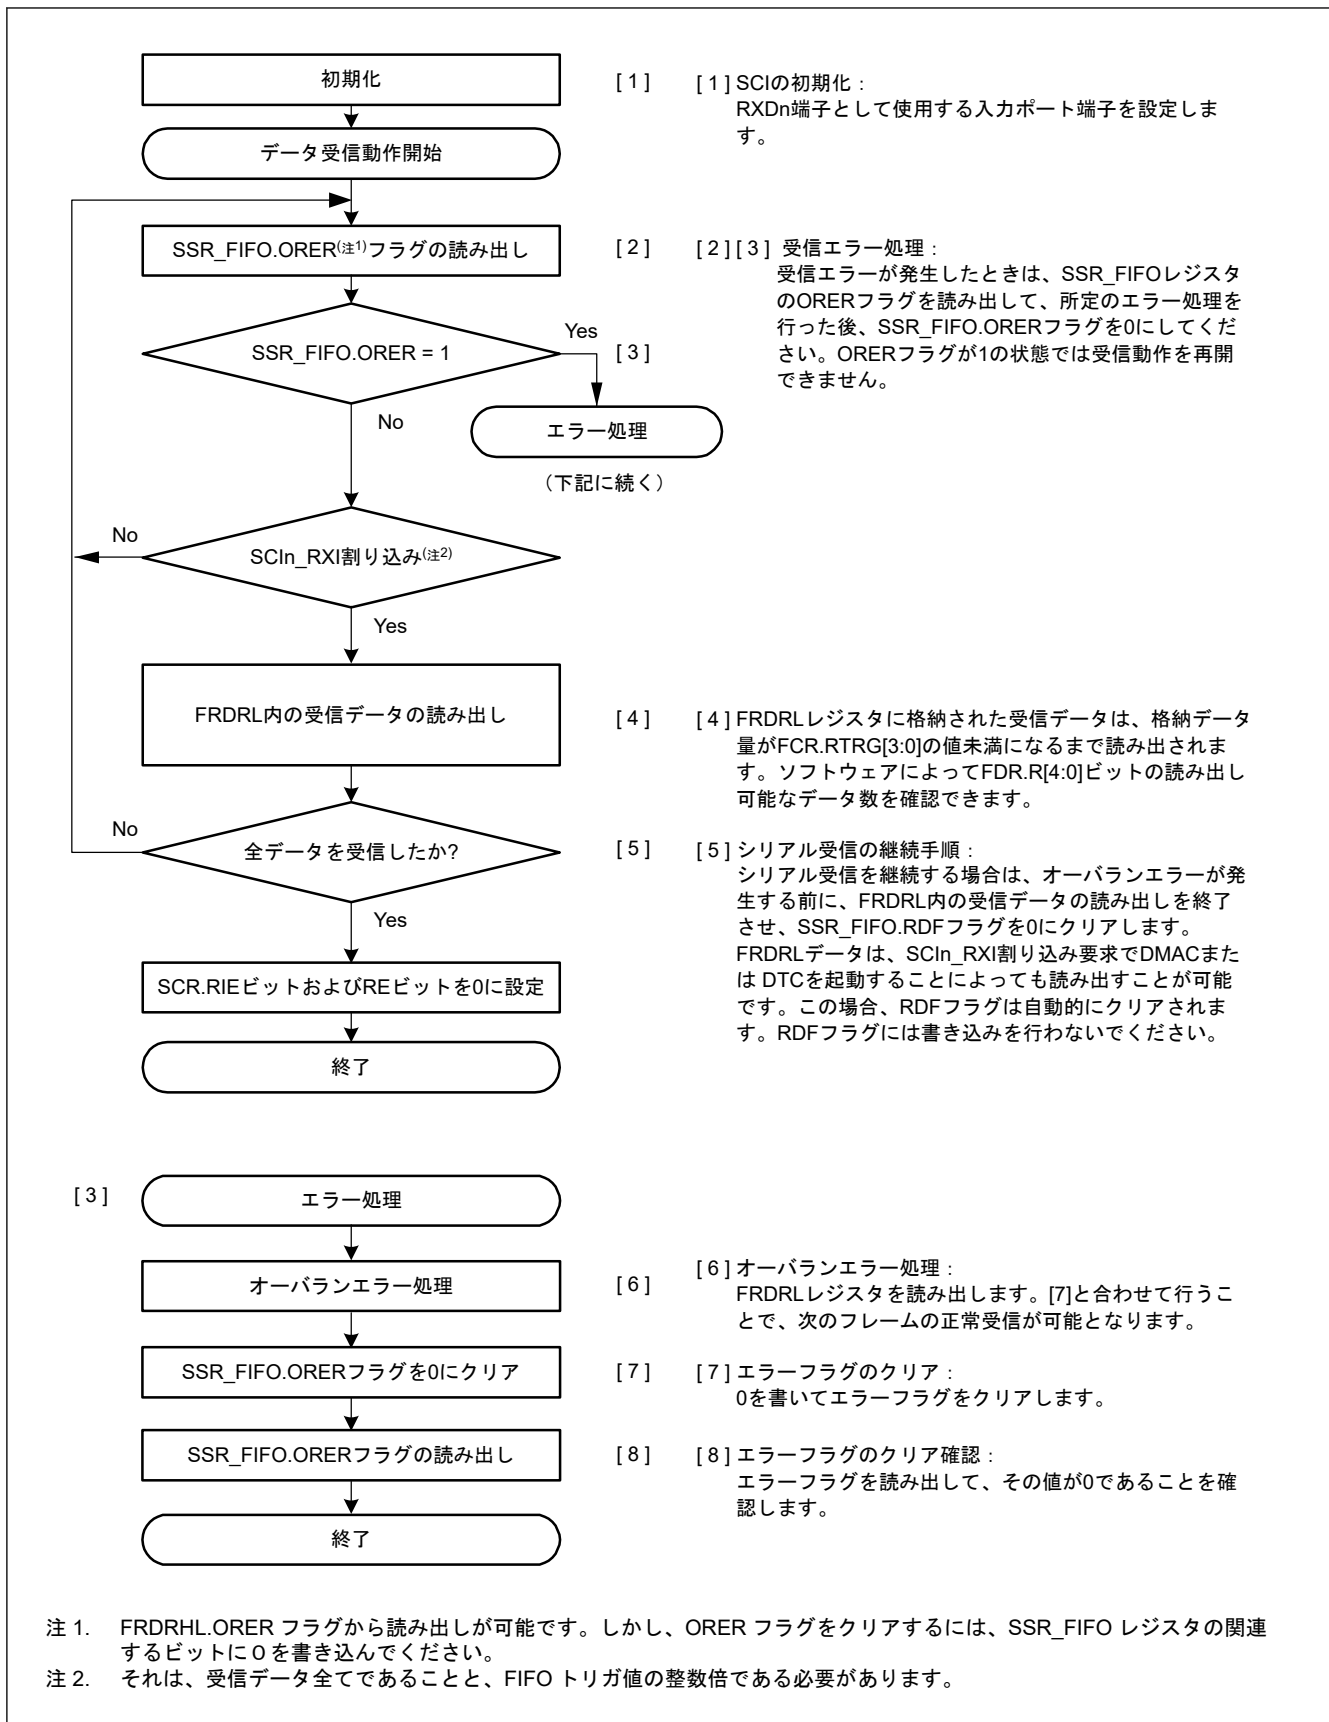 初期化
[ 1 ]
[ 1 ] SCIの初期化：
RXDn端子として使用する入力ポート端子を設定しま
す。
データ受信動作開始
SSR_FIFO.ORER(注1)フラグの読み出し
[ 2 ]
[ 2 ] [ 3 ] 受信エラー処理：
受信エラーが発生したときは、SSR_FIFOレジスタ
のORERフラグを読み出して、所定のエラー処理を
行った後、SSR_FIFO.ORERフラグを0にしてくだ
さい。ORERフラグが1の状態では受信動作を再開
できません。
SSR_FIFO.ORER = 1
Yes
[ 3 ]
No
エラー処理
（下記に続く）
No
SCIn_RXI割り込み(注2)
Yes
FRDRL内の受信データの読み出し
[ 4 ]
[ 4 ] FRDRLレジスタに格納された受信データは、格納データ
量がFCR.RTRG[3:0]の値未満になるまで読み出されま
す。ソフトウェアによってFDR.R[4:0]ビットの読み出し
可能なデータ数を確認できます。
No
全データを受信したか?
[ 5 ]
[ 5 ] シリアル受信の継続手順：
シリアル受信を継続する場合は、オーバランエラーが発
生する前に、FRDRL内の受信データの読み出しを終了
させ、SSR_FIFO.RDFフラグを0にクリアします。
FRDRLデータは、SCIn_RXI割り込み要求でDMACまた
は DTCを起動することによっても読み出すことが可能
です。この場合、RDFフラグは自動的にクリアされま
す。RDFフラグには書き込みを行わないでください。
Yes
SCR.RIEビットおよびREビットを0に設定
終了
[ 3 ]
エラー処理
オーバランエラー処理
[ 6 ]
[ 6 ] オーバランエラー処理：
FRDRLレジスタを読み出します。[7]と合わせて行うこ
とで、次のフレームの正常受信が可能となります。
SSR_FIFO.ORERフラグを0にクリア
[ 7 ]
[ 7 ] エラーフラグのクリア：
0を書いてエラーフラグをクリアします。
SSR_FIFO.ORERフラグの読み出し
[ 8 ]
[ 8 ] エラーフラグのクリア確認：
エラーフラグを読み出して、その値が0であることを確
認します。
終了
注 1. FRDRHL.ORER フラグから読み出しが可能です。しかし、ORER フラグをクリアするには、SSR_FIFO レジスタの関連
するビットに 0 を書き込んでください。
注 2. それは、受信データ全てであることと、FIFO トリガ値の整数倍である必要があります。